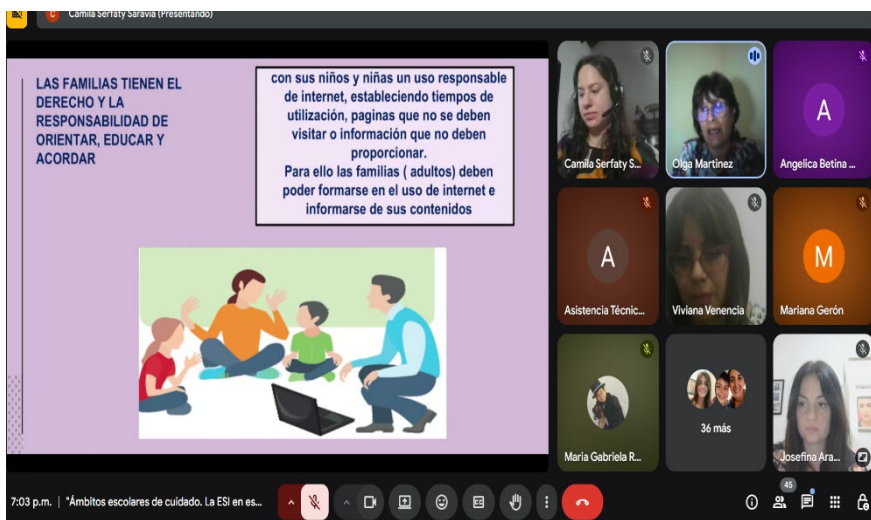 C Camila Serfaty Saravia (Presentando)
LAS FAMILIAS TIENEN EL
DERECHO Y LA
RESPONSABILIDAD DE
ORIENTAR, EDUCAR Y
ACORDAR
con sus niños y niñas un uso responsable
de internet, estableciendo tiempos de
utilización, paginas que no se deben
visitar o información que no deben
proporcionar.
Para ello las familias ( adultos) deben
poder formarse en el uso de internet e
informarse de sus contenidos
Camila Serfaty S...
Olga Martinez
A
Angelica Betina ...
A
Asistencia Técnic...
Viviana Venencia
M
Mariana Gerón
Maria Gabriela R...
36 más
Josefina Ara...
7:03 p.m. | "Ámbitos escolares de cuidado. La ESI en es...
45